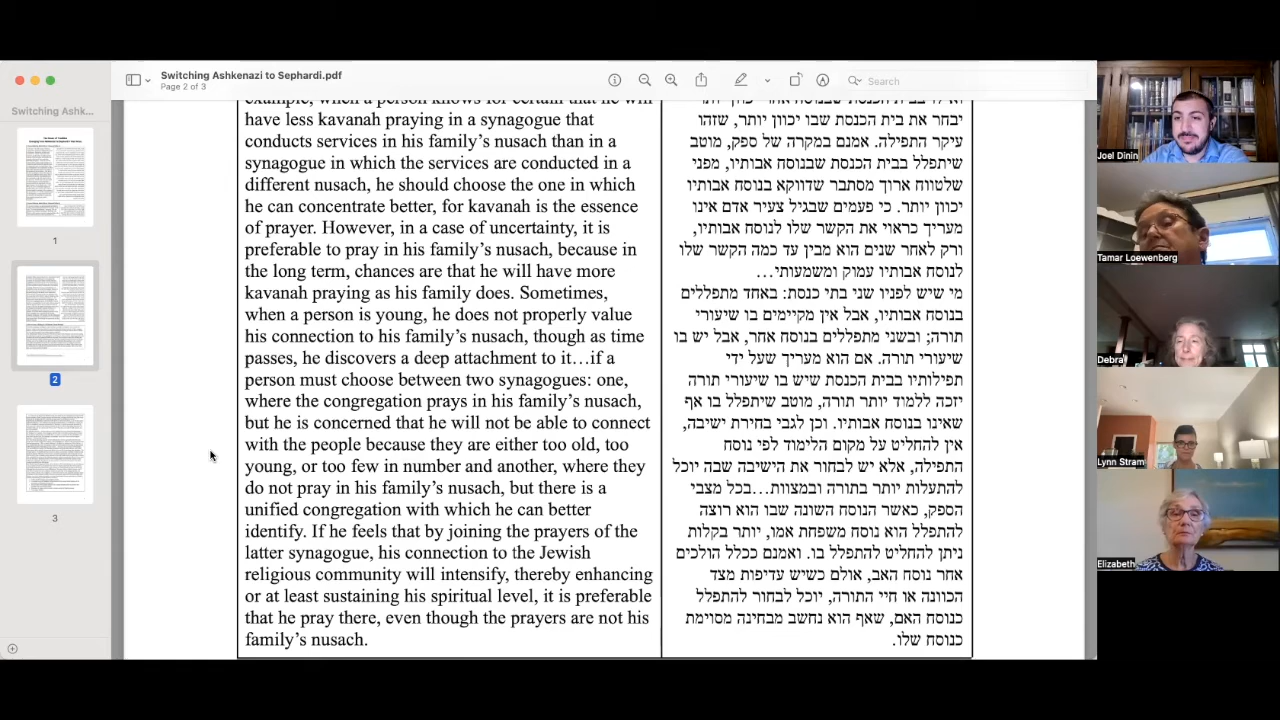 Switching Ashkenazi to Sephardi.pdf
Page 2 of 3
Search
Switching Ashk...
1
2
3
example, when a person knows for certain that he will
have less kavanah praying in a synagogue that
conducts services in his family's nusach than in a
synagogue in which the services are conducted in a
different nusach, he should choose the one in which
he can concentrate better, for kavanah is the essence
of prayer. However, in a case of uncertainty, it is
preferable to pray in his family's nusach, because in
the long term, chances are that he will have more
kavanah praying as his family does. Sometimes,
when a person is young, he does not properly value
his connection to his family's nusach, though as time
passes, he discovers a deep attachment to it…if a
person must choose between two synagogues: one,
where the congregation prays in his family's nusach,
but he is concerned that he will not be able to connect
with the people because they are either too old, too
young, or too few in number and another, where they
do not pray in his family's nusach, but there is a
unified congregation with which he can better
identify. If he feels that by joining the prayers of the
latter synagogue, his connection to the Jewish
religious community will intensify, thereby enhancing
or at least sustaining his spiritual level, it is preferable
that he pray there, even though the prayers are not his
family's nusach.
ואילו בבית הכנסת שבנוסח אחר יכוון יותר
יבחר את בית הכנסת שבו יכוון יותר, שזהו
עיקר התפילה. אמנם במקרה של ספק, מוטב
שיתפלל בבית הכנסת שבנוסח אבותיו, מפני
שלטווח ארוך מסתבר שדווקא בנוסח אבותיו
יכוון יותר. כי פעמים שבגיל צעיר אדם אינו
מעריך כראוי את הקשר שלו לנוסח אבותיו,
ורק לאחר שנים הוא מבין עד כמה הקשר שלו
לנוסח אבותיו עמוק ומשמעותי…
מי שיש לפניו שני בתי כנסת: באחד מתפללים
בנוסח אבותיו, אבל אין מקיימים בו שיעורי
תורה; ובשני מתפללים בנוסח אחר, אבל יש בו
שיעורי תורה. אם הוא מעריך שעל ידי
תפילותיו בבית הכנסת שיש בו שיעורי תורה
יזכה ללמוד יותר תורה, מוטב שיתפלל בו אף
שאינו בנוסח אבותיו. וכן לגבי בחירת ישיבה,
אין להחליט על מקום הלימוד לפי נוסח
התפילה, אלא יש לבחור את הישיבה שבה יוכל
להתעלות יותר בתורה ובמצוות…בכל מצבי
הספק, כאשר הנוסח השונה שבו הוא רוצה
להתפלל הוא נוסח משפחת אמו, יותר בקלות
ניתן להחליט להתפלל בו. ואמנם ככלל הולכים
אחר נוסח האב, אולם כשיש עדיפות מצד
הכוונה או חיי התורה, יוכל לבחור להתפלל
כנוסח האם, שאף הוא נחשב מבחינה מסוימת
כנוסח שלו.
Joel Dinin
Tamar Loewenberg
Debra
Lynn Stram
Elizabeth